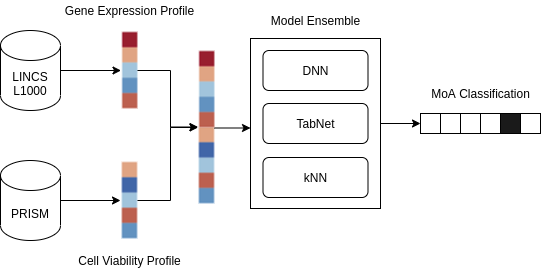 Gene Expression Profile
Model Ensemble
LINCS
L1000
DNN
TabNet
kNN
MoA Classification
PRISM
Cell Viability Profile